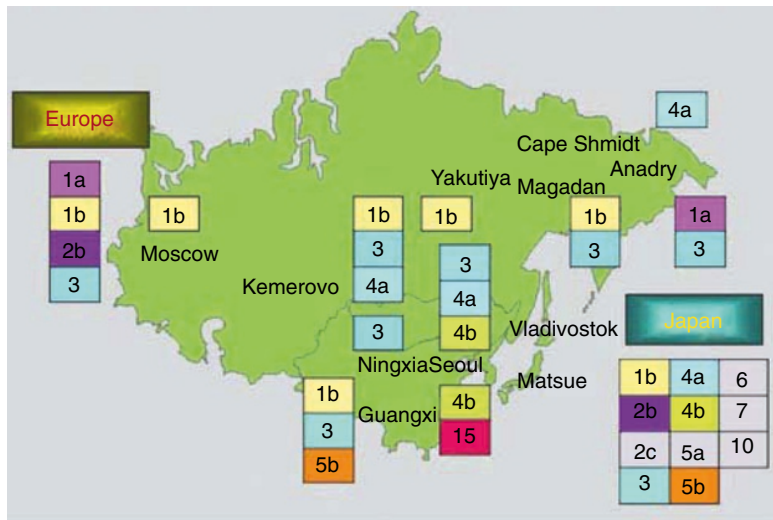 Europe
1a
1b
2b
3
1b
Moscow
4a
Cape Shmidt
Anadry
Yakutiya
Magadan
1b
3
4a
1b
1b
3
1a
3
Kemerovo
3
4a
4b
3
Vladivostok
NingxiaSeoul
Matsue
1b
3
5b
Guangxi
4b
15
Japan
1b 4a 6
2b 4b 7
2c 5a 10
3 5b